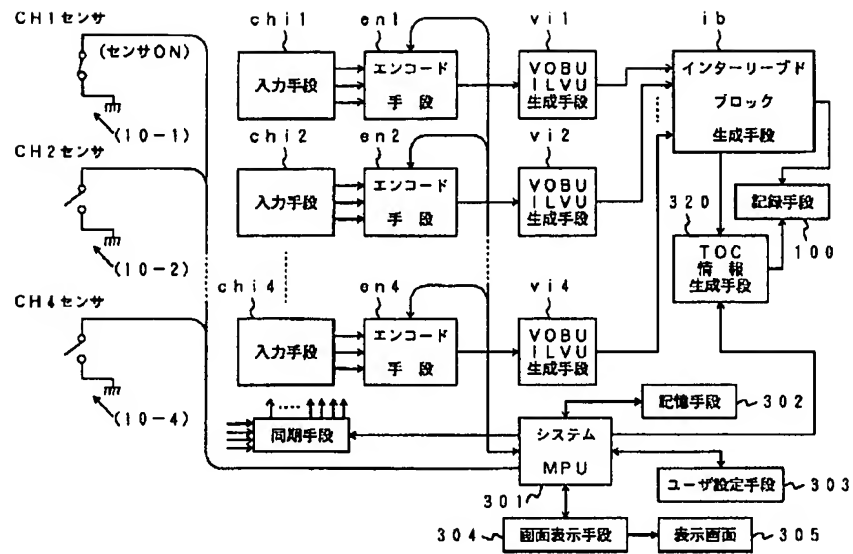 CH1センサ
(センサON)
(10-1)
CH2センサ
(10-2)
CH4センサ
(10-4)
chi1
入力手段
en1
エンコード
手段
vi1
VOBU
ILVU
生成手段
ib
インターリーブド
ブロック
生成手段
chi2
入力手段
en2
エンコード
手段
vi2
VOBU
ILVU
生成手段
320
TOC
情報
生成手段
記録手段
100
chi4
入力手段
en4
エンコード
手段
vi4
VOBU
ILVU
生成手段
同期手段
システム
MPU
301
記憶手段
302
ユーザ設定手段
303
304
画面表示手段
表示画面
305